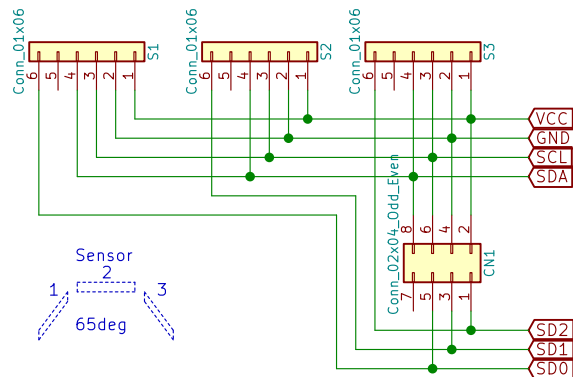 Conn_01x06
S1
6
5
4
3
2
1
Conn_01x06
S2
6
5
4
3
2
1
Conn_01x06
S3
6
5
4
3
2
1
VCC
GND
SCL
SDA
Conn_02x04_Odd_Even
CN1
8
6
4
2
7
5
3
1
Sensor
2
1
3
65deg
SD2
SD1
SD0